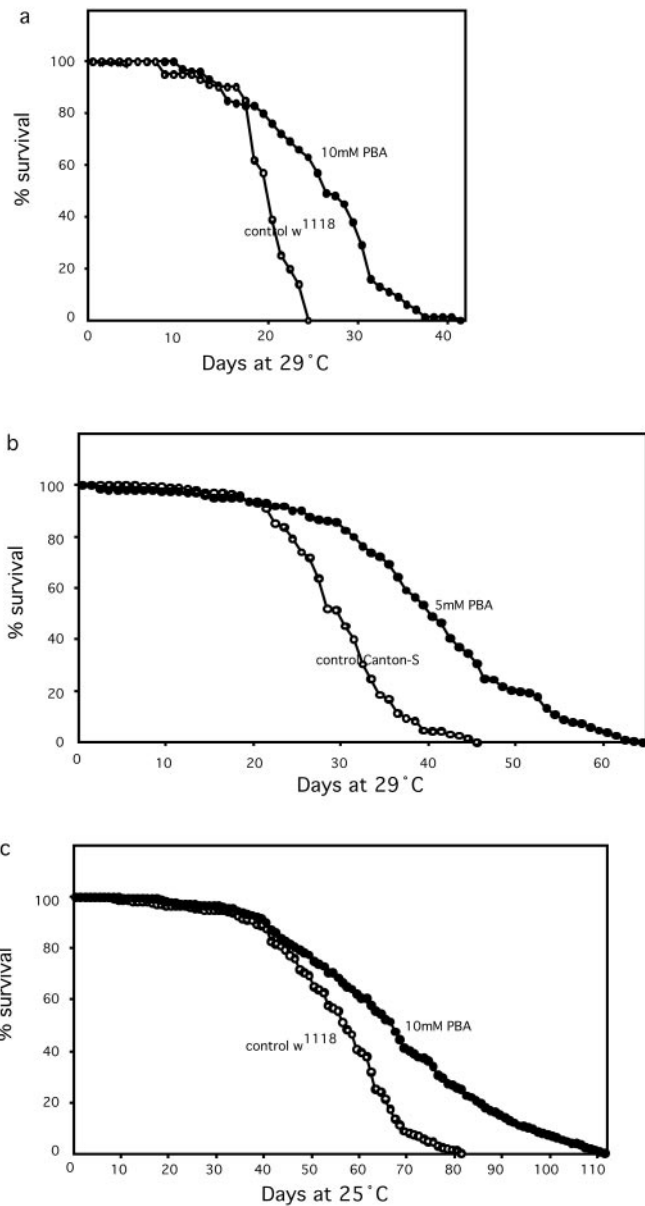 a
100
80
60
40
20
0
% survival
10mM PBA
control w1118
0 10 20 30 40
Days at 29˚C
b
100
80
60
40
20
0
% survival
5mM PBA
control Canton-S
0 10 20 30 40 50 60
Days at 29˚C
c
100
80
60
40
20
0
% survival
10mM PBA
control w1118
0 10 20 30 40 50 60 70 80 90 100 110
Days at 25˚C